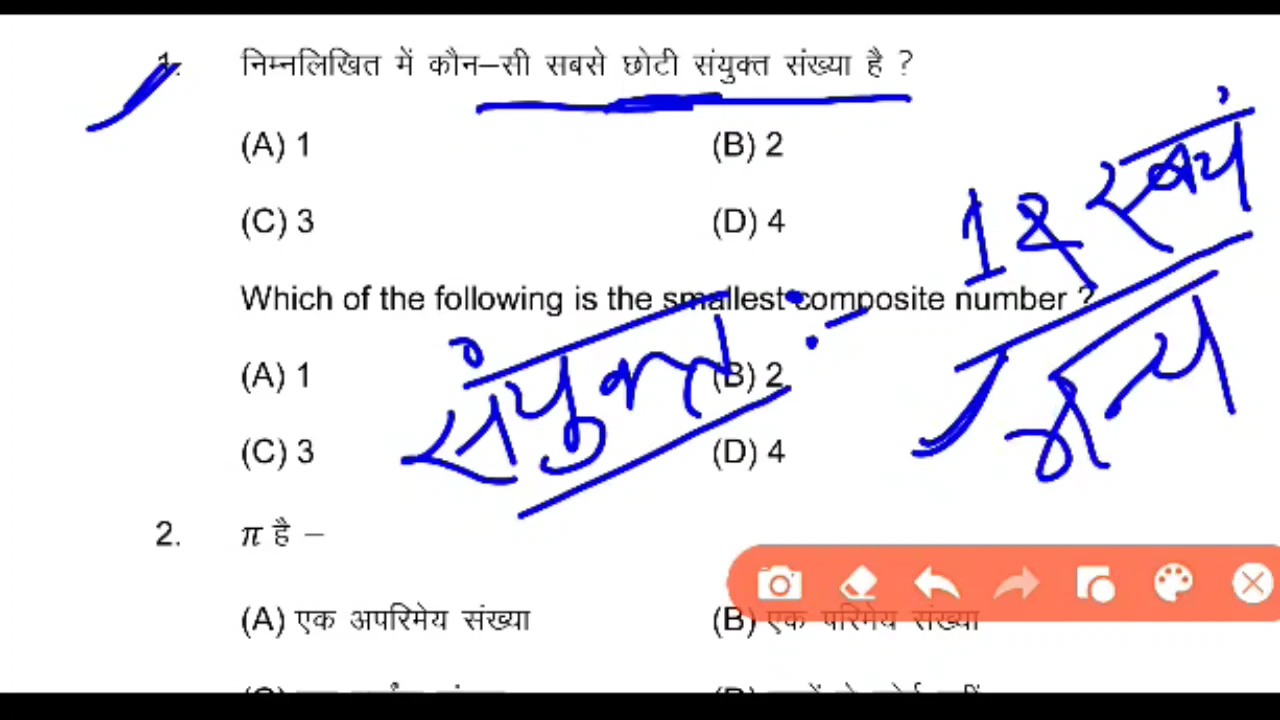 1. निम्नलिखित में कौन–सी सबसे छोटी संयुक्त संख्या है ?
(A) 1 (B) 2
(C) 3 (D) 4
1 & स्वयं
Which of the following is the smallest composite number ?
संयुक्त :–
(A) 1 (B) 2
(C) 3 (D) 4
2. π है –
(A) एक अपरिमेय संख्या (B) एक परिमेय संख्या